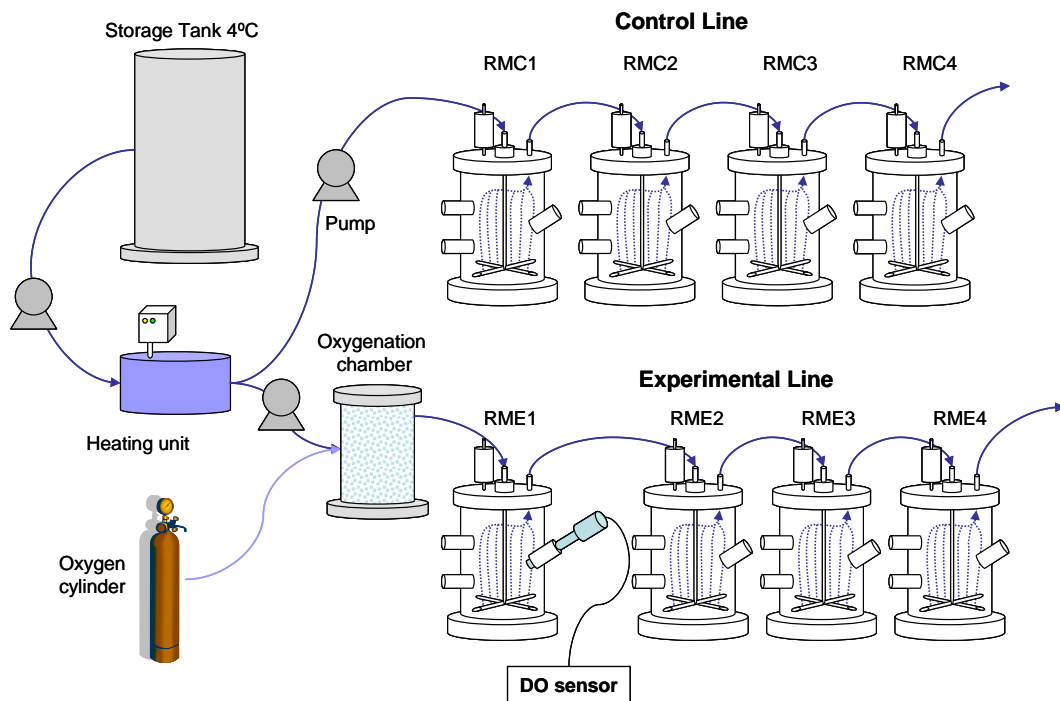 Storage Tank 4ºC
Control Line
RMC1
RMC2
RMC3
RMC4
Pump
Heating unit
Oxygenation
chamber
Experimental Line
RME1
RME2
RME3
RME4
Oxygen
cylinder
DO sensor